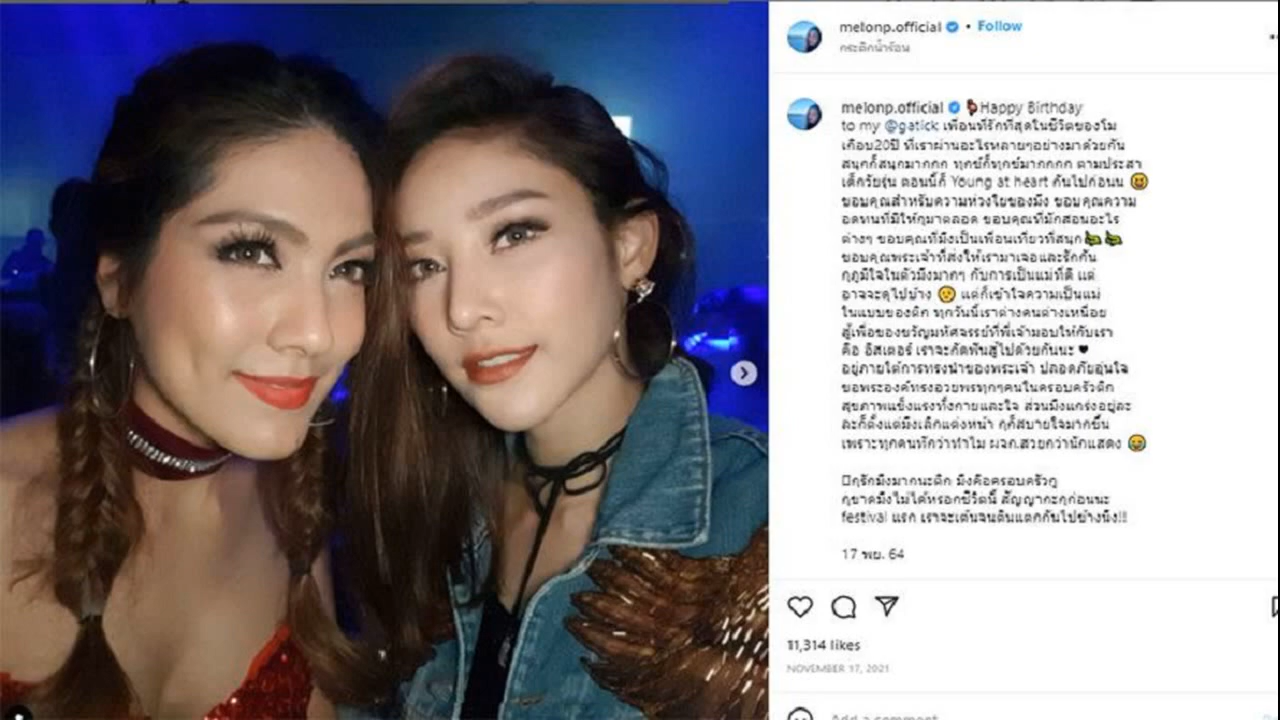 melonp.official • Follow
กระติกน้ำร้อน
melonp.official Happy Birthday
to my @gatick เพื่อนที่รักที่สุดในชีวิตของโม
เกือบ20ปี ที่เราผ่านอะไรหลายๆอย่างมาด้วยกัน
สนุกก็สนุกมากกก ทุกข์ก็ทุกข์มากกกก ตามประสา
เด็กวัยรุ่น ตอนนี้ก็ Young at heart กันไปก่อนน 😆
ขอบคุณสำหรับความห่วงใยของมึง ขอบคุณความ
อดทนที่มีให้กูมาตลอด ขอบคุณที่มักสอนอะไร
ต่างๆ ขอบคุณที่มึงเป็นเพื่อนเที่ยวที่สนุก
ขอบคุณพระเจ้าที่ส่งให้เรามาเจอและรักกัน
กูภูมิใจในตัวมึงมากๆ กับการเป็นแม่ที่ดี แต่
อาจจะดุไปบ้าง แต่ก็เข้าใจความเป็นแม่
ในแบบของติก ทุกวันนี้เราต่างคนต่างเหนื่อย
สู้เพื่อของขวัญมหัศจรรย์ที่พี่เจ้ามอบให้กับเรา
คือ อิสเตอร์ เราจะกัดฟันสู้ไปด้วยกันนะ ♥
อยู่ภายใต้การทรงนำของพระเจ้า ปลอดภัยอุ่นใจ
ขอพระองค์ทรงอวยพรทุกๆคนในครอบครัวติก
สุขภาพแข็งแรงทั้งกายและใจ ส่วนมึงแกร่งอยู่ละ
ละก็ตั้งแต่มึงเลิกแต่งหน้า กูก็สบายใจมากขึ้น
เพราะทุกคนทักว่าทำไม ผจก.สวยกว่านักแสดง 😭
กูรักมึงมากนะติก มึงคือครอบครัวกู
กูขาดมึงไม่ได้หรอกชีวิตนี้ สัญญากะกูก่อนนะ
festival แรก เราจะเต้นจนตีนแตกกันไปข้างนึง!!
17 พย. 64
11,314 likes
NOVEMBER 17, 2021
Add a comment